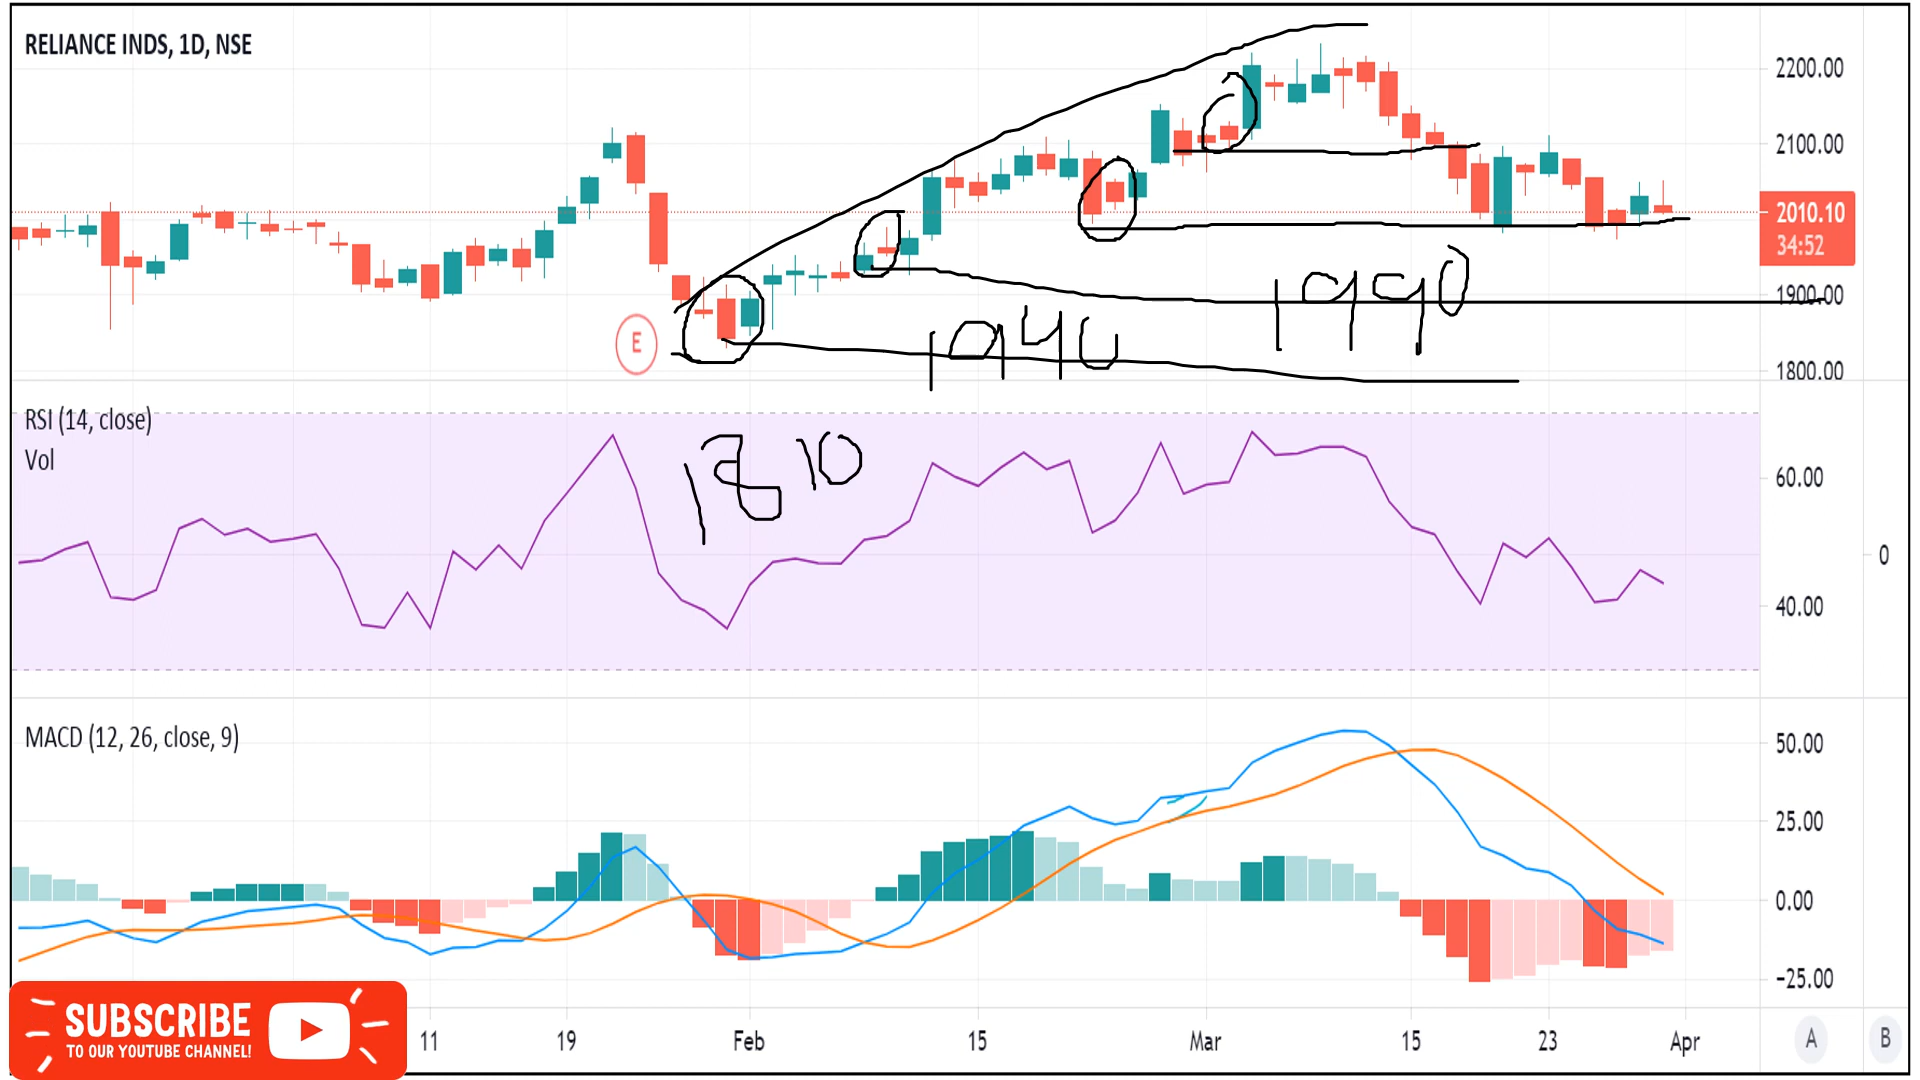 RELIANCE INDS, 1D, NSE
2200.00
2100.00
2010.10
34:52
1900.00
1800.00
E
1990
1940
RSI (14, close)
Vol
1810
60.00
0
40.00
MACD (12, 26, close, 9)
50.00
25.00
0.00
−25.00
SUBSCRIBE
TO OUR YOUTUBE CHANNEL!
11 19 Feb 15 Mar 15 23 Apr A B